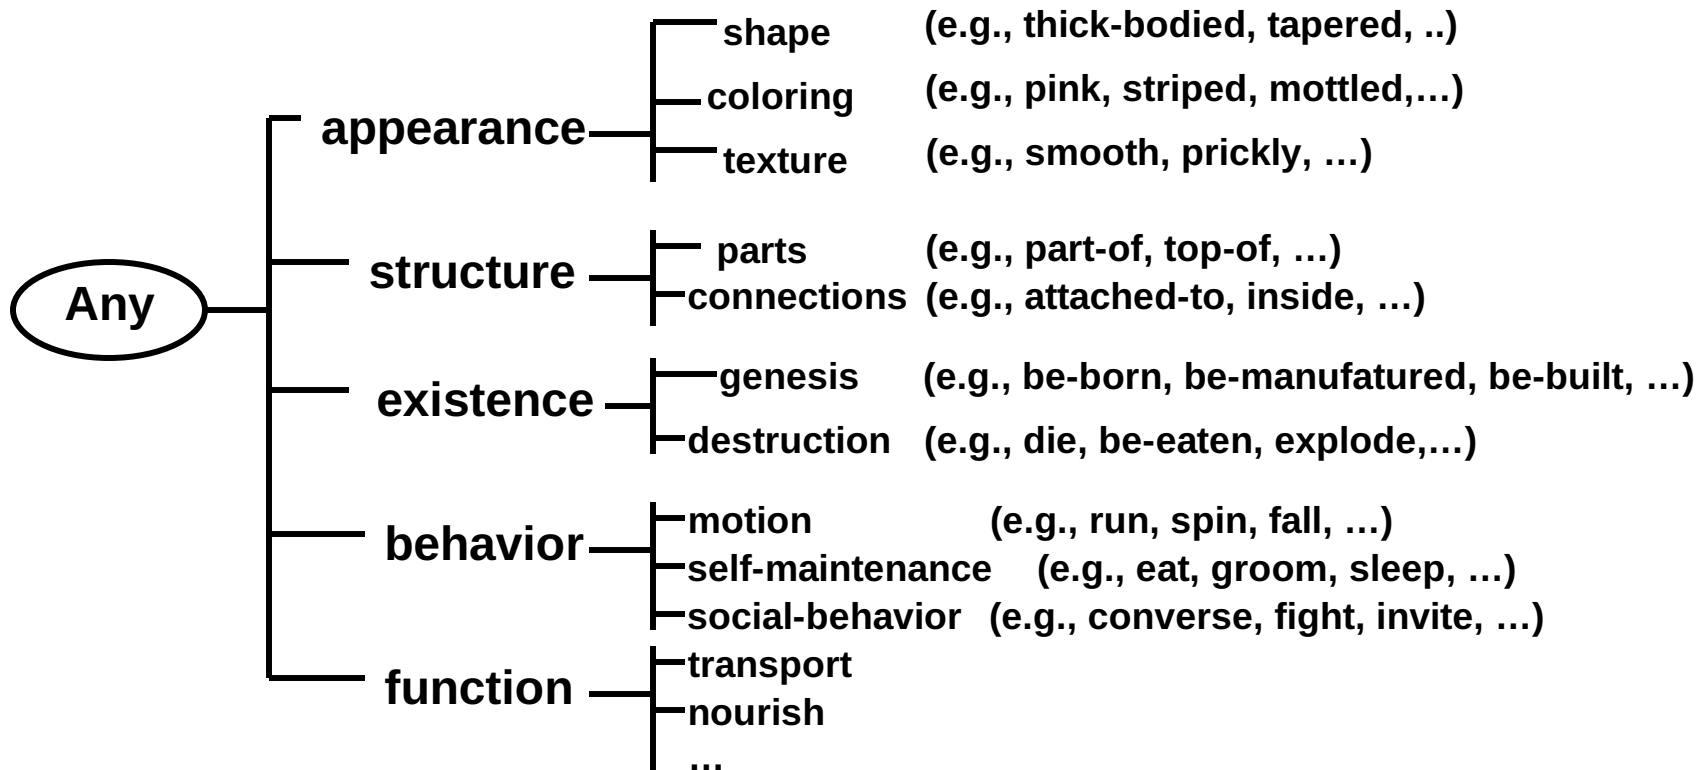 shape (e.g., thick-bodied, tapered, ..)
coloring (e.g., pink, striped, mottled,…)
appearance
texture (e.g., smooth, prickly, …)
parts (e.g., part-of, top-of, …)
structure
connections (e.g., attached-to, inside, …)
Any
genesis (e.g., be-born, be-manufatured, be-built, …)
existence
destruction (e.g., die, be-eaten, explode,…)
motion (e.g., run, spin, fall, …)
behavior
self-maintenance (e.g., eat, groom, sleep, …)
social-behavior (e.g., converse, fight, invite, …)
transport
function
nourish
…